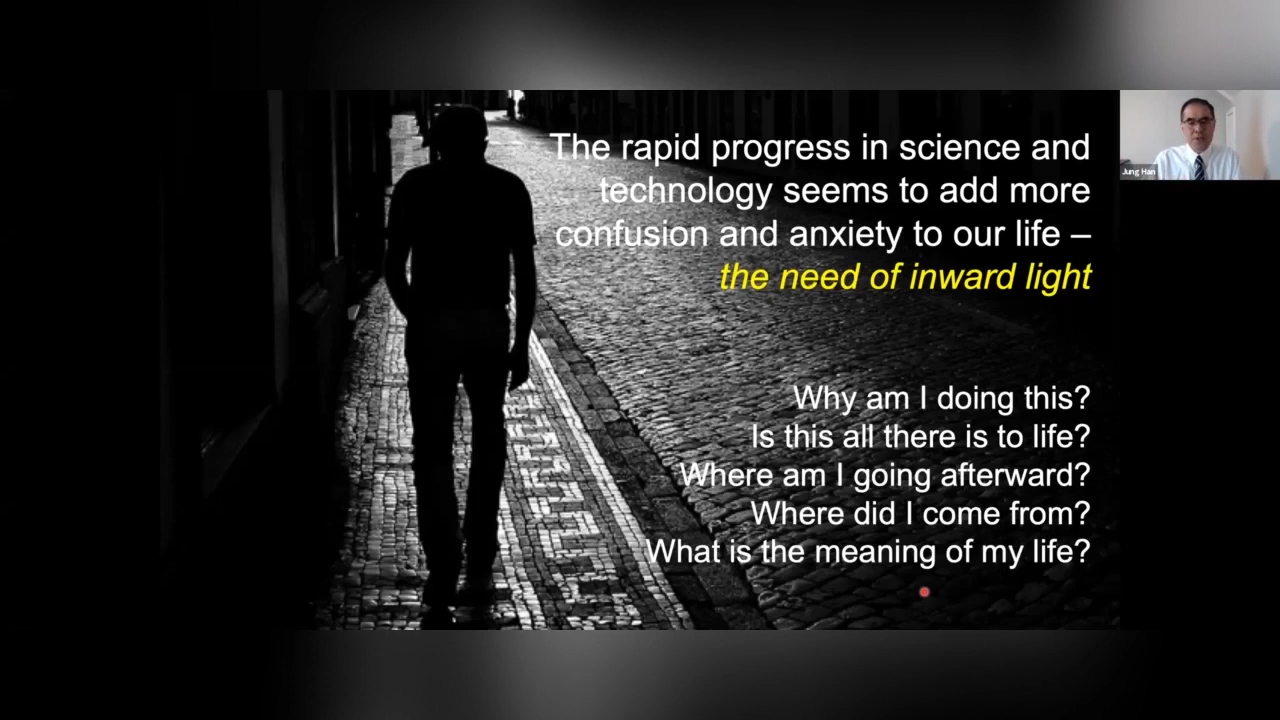 The rapid progress in science and
technology seems to add more
confusion and anxiety to our life –
the need of inward light
Why am I doing this?
Is this all there is to life?
Where am I going afterward?
Where did I come from?
What is the meaning of my life?
Jung Han